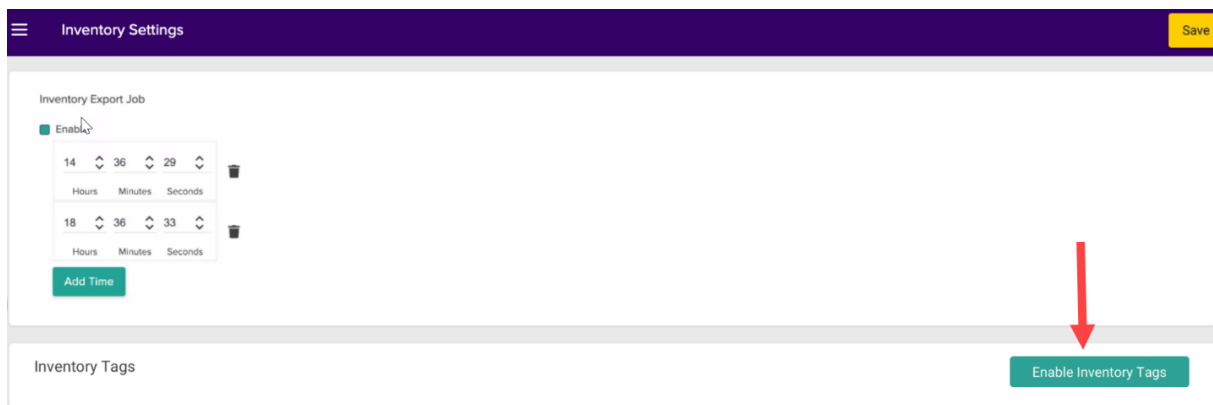 Inventory Settings
Save
Inventory Export Job
Enable
14 36 29
Hours Minutes Seconds
18 36 33
Hours Minutes Seconds
Add Time
Inventory Tags
Enable Inventory Tags